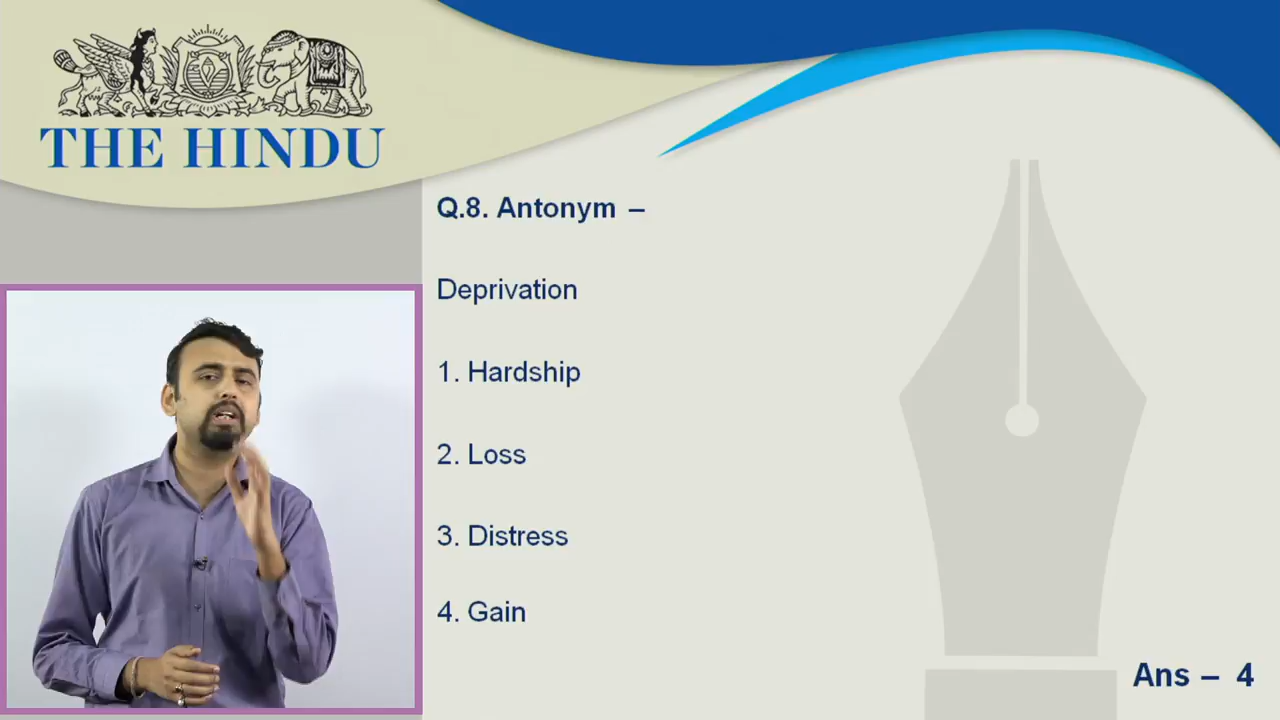 THE HINDU
Q.8. Antonym –
Deprivation
1. Hardship
2. Loss
3. Distress
4. Gain
Ans – 4